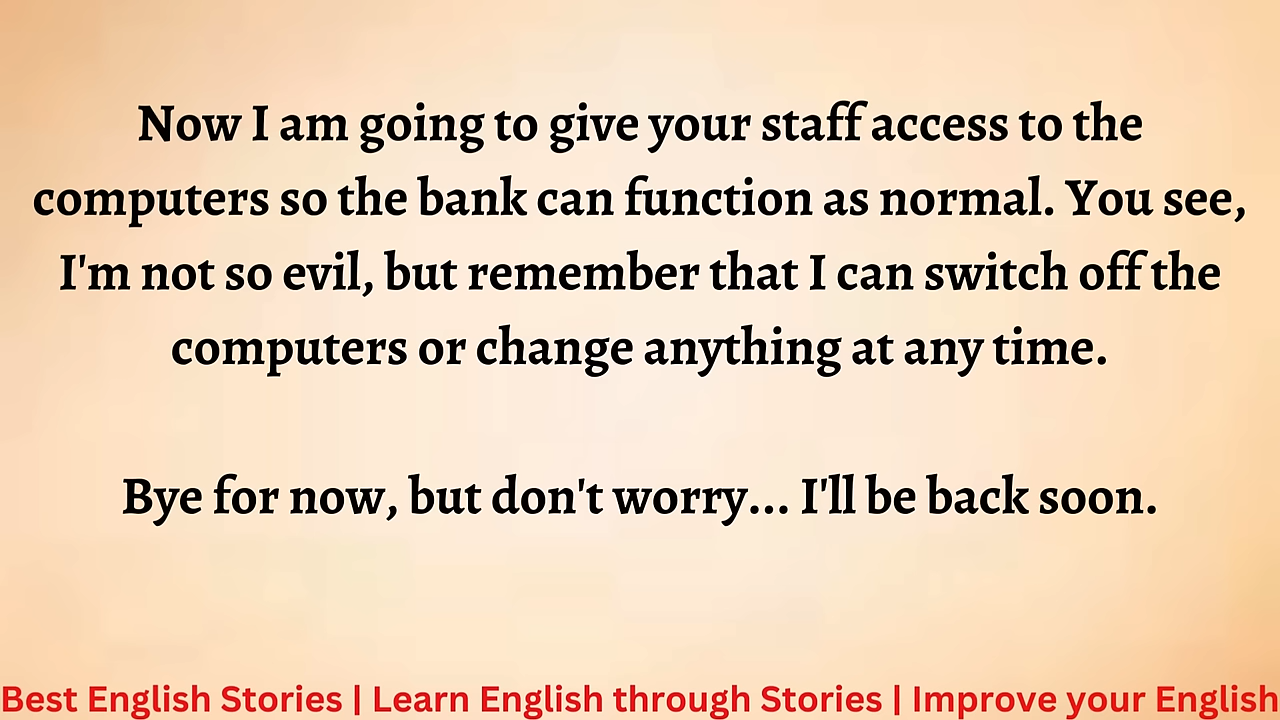 Now I am going to give your staff access to the
computers so the bank can function as normal. You see,
I'm not so evil, but remember that I can switch off the
computers or change anything at any time.
Bye for now, but don't worry... I'll be back soon.
Best English Stories | Learn English through Stories | Improve your English